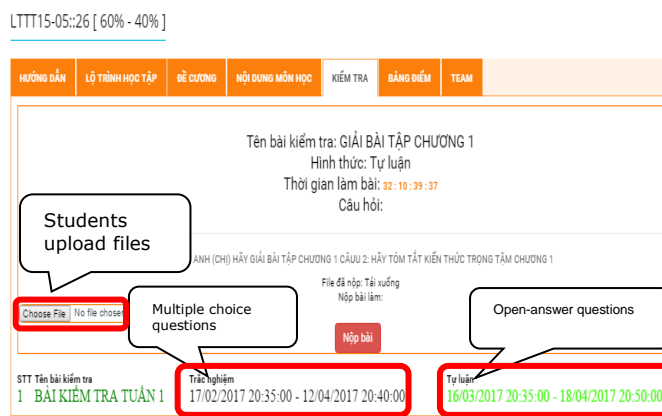 LTTT15-05::26 [ 60% - 40% ]
HƯỚNG DẪN LỘ TRÌNH HỌC TẬP ĐỀ CƯƠNG NỘI DUNG MÔN HỌC KIỂM TRA BẢNG ĐIỂM TEAM
Tên bài kiểm tra: GIẢI BÀI TẬP CHƯƠNG 1
Hình thức: Tự luận
Thời gian làm bài: 32 : 10 : 39 : 37
Câu hỏi:
Students
upload files
ANH (CHỊ) HÃY GIẢI BÀI TẬP CHƯƠNG 1 CÂUU 2: HÃY TÓM TẮT KIẾN THỨC TRỌNG TẬM CHƯƠNG 1
File đã nộp: Tải xuống
Nộp bài làm:
Choose File No file chosen
Multiple choice
questions
Open-answer questions
Nộp bài
STT Tên bài kiểm tra Trắc nghiệm Tự luận
1 BÀI KIỂM TRA TUẦN 1 17/02/2017 20:35:00 - 12/04/2017 20:40:00 16/03/2017 20:35:00 - 18/04/2017 20:50:00